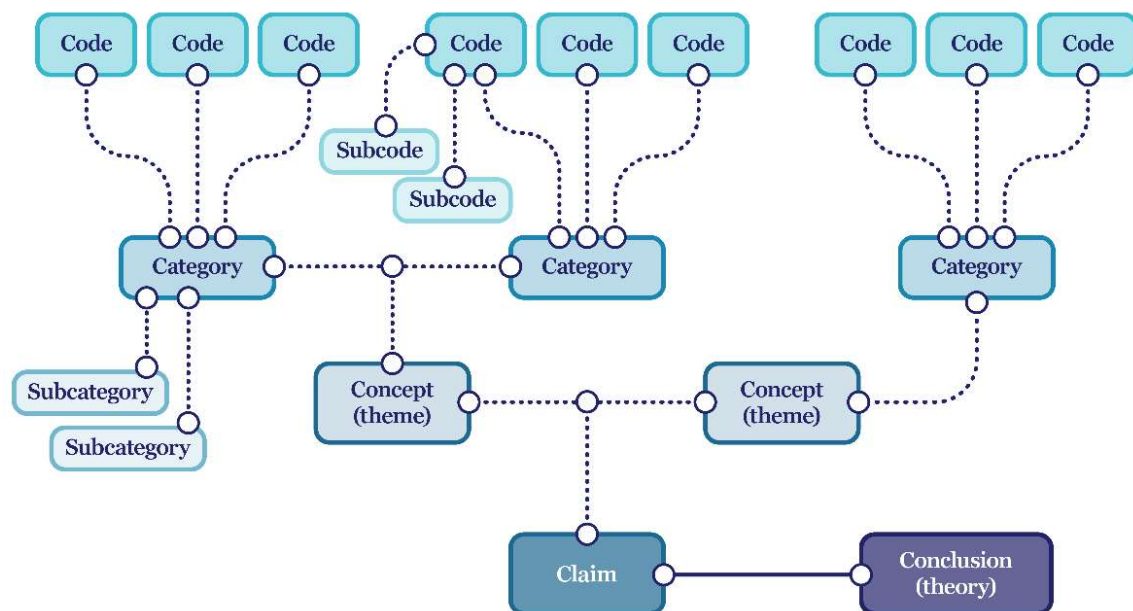 Code
Code
Code
Code
Code
Code
Code
Code
Code
Subcode
Subcode
Category
Category
Category
Subcategory
Subcategory
Concept
(theme)
Concept
(theme)
Claim
Conclusion
(theory)